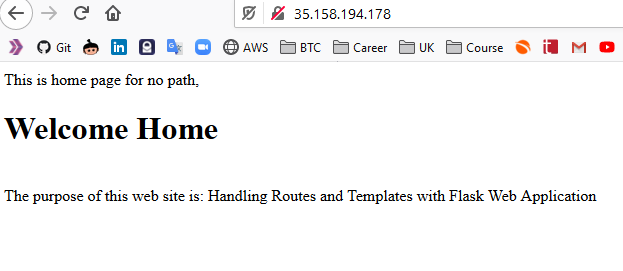 35.158.194.178
Git AWS BTC Career UK Course
This is home page for no path,
Welcome Home
The purpose of this web site is: Handling Routes and Templates with Flask Web Application